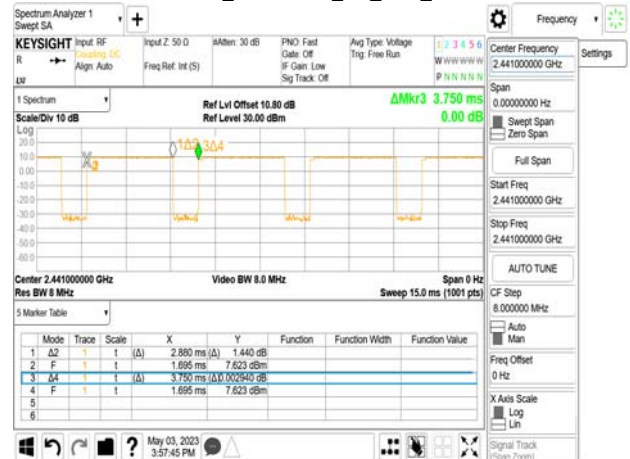 Spectrum Analyzer 1
Swept SA
Frequency
KEYSIGHT Input: RF Input Z: 50 Ω #Atten: 30 dB PNO: Fast Avg Type: Voltage 1 2 3 4 5 6
R Coupling: DC Gate: Off Trig: Free Run W W W W W W
Align: Auto Freq Ref: Int (S) IF Gain: Low P N N N N N
Sig Track: Off
LU
1 Spectrum ΔMkr3 3.750 ms
Ref Lvl Offset 10.80 dB
Scale/Div 10 dB Ref Level 30.00 dBm 0.00 dB
Log
20.0
10.0
0.00
-10.0
-20.0
-30.0
-40.0
-50.0
-60.0
1Δ2 3Δ4
Center 2.441000000 GHz Video BW 8.0 MHz Span 0 Hz
Res BW 8 MHz Sweep 15.0 ms (1001 pts)
5 Marker Table
Mode Trace Scale X Y Function Function Width Function Value
1 Δ2 1 t (Δ) 2.880 ms (Δ) 1.440 dB
2 F 1 t 1.695 ms 7.623 dBm
3 Δ4 1 t (Δ) 3.750 ms (Δ) 0.002940 dB
4 F 1 t 1.695 ms 7.623 dBm
5
6
May 03, 2023
3:57:45 PM
Center Frequency
2.441000000 GHz
Settings
Span
0.00000000 Hz
Swept Span
Zero Span
Full Span
Start Freq
2.441000000 GHz
Stop Freq
2.441000000 GHz
AUTO TUNE
CF Step
8.000000 MHz
Auto
Man
Freq Offset
0 Hz
X Axis Scale
Log
Lin
Signal Track
(Span Zoom)